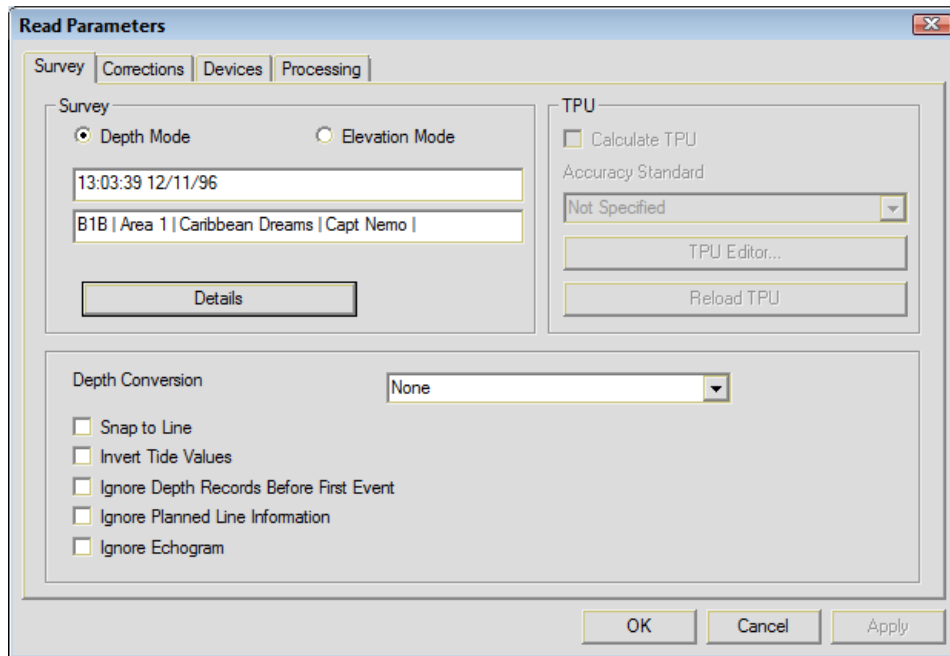 Read Parameters
Survey Corrections Devices Processing
Survey
Depth Mode Elevation Mode
13:03:39 12/11/96
B1B | Area 1 | Caribbean Dreams | Capt Nemo |
Details
TPU
Calculate TPU
Accuracy Standard
Not Specified
TPU Editor...
Reload TPU
Depth Conversion None
Snap to Line
Invert Tide Values
Ignore Depth Records Before First Event
Ignore Planned Line Information
Ignore Echogram
OK Cancel Apply